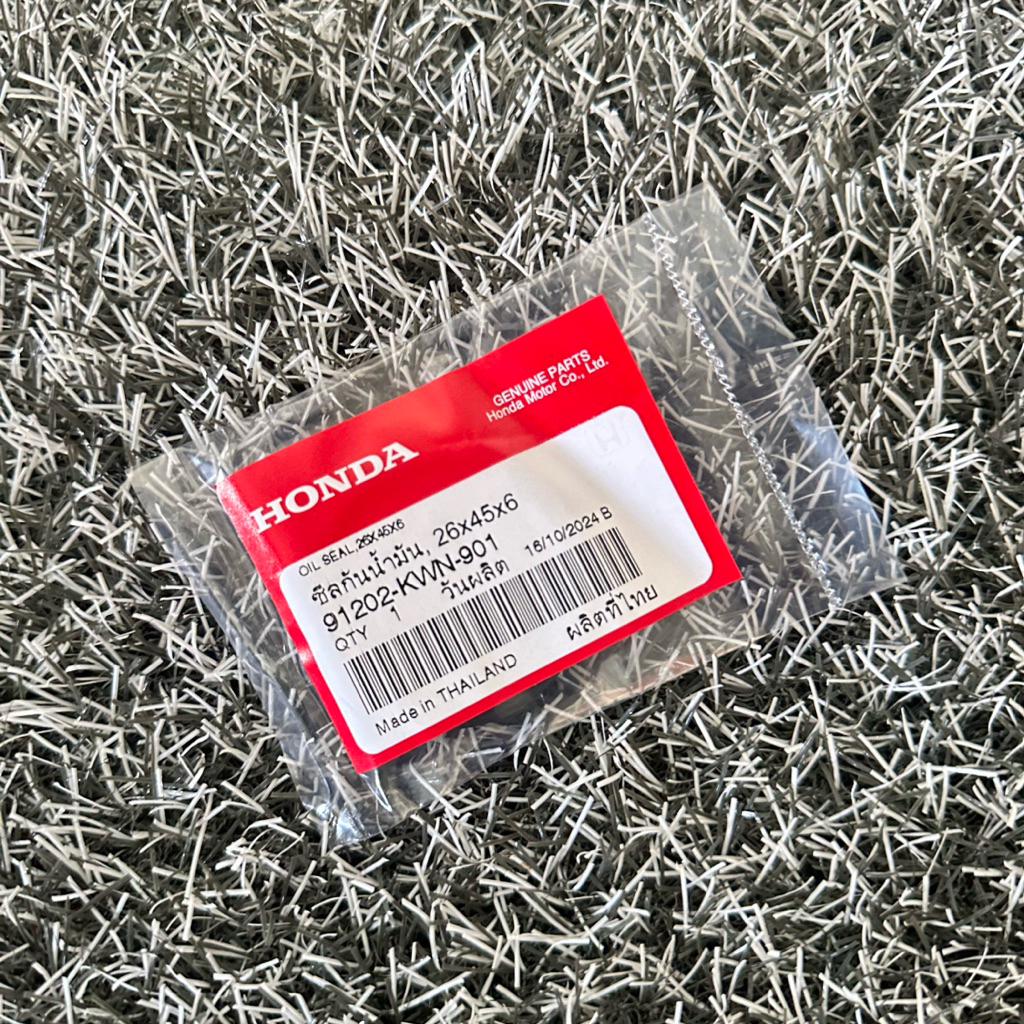 HONDA
GENUINE PARTS
Honda Motor Co., Ltd.
OIL SEAL,26X45X6
ซีลกันน้ำมัน, 26x45x6
91202-KWN-901
QTY 1 วันผลิต 16/10/2024 B
Made in THAILAND ผลิตที่ไทย